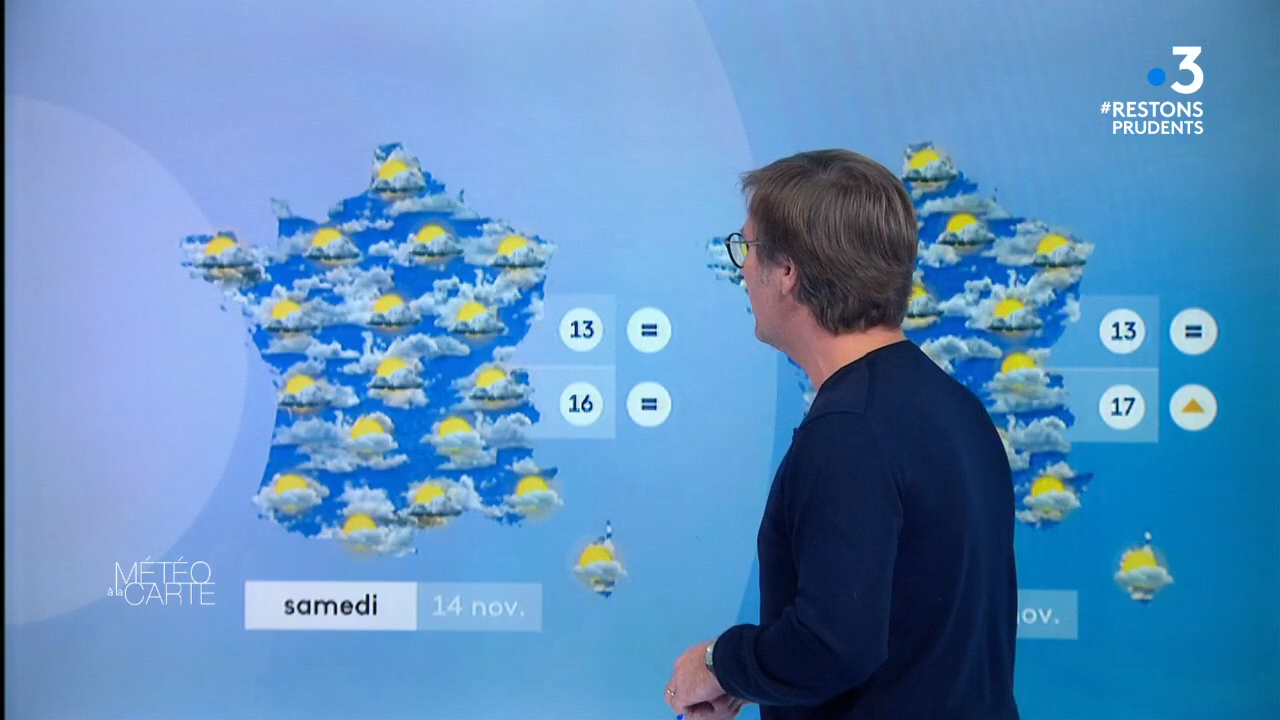 3
#RESTONS
PRUDENTS
13 =
16 =
13 =
17
MÉTÉO
à la CARTE
samedi 14 nov.
nov.